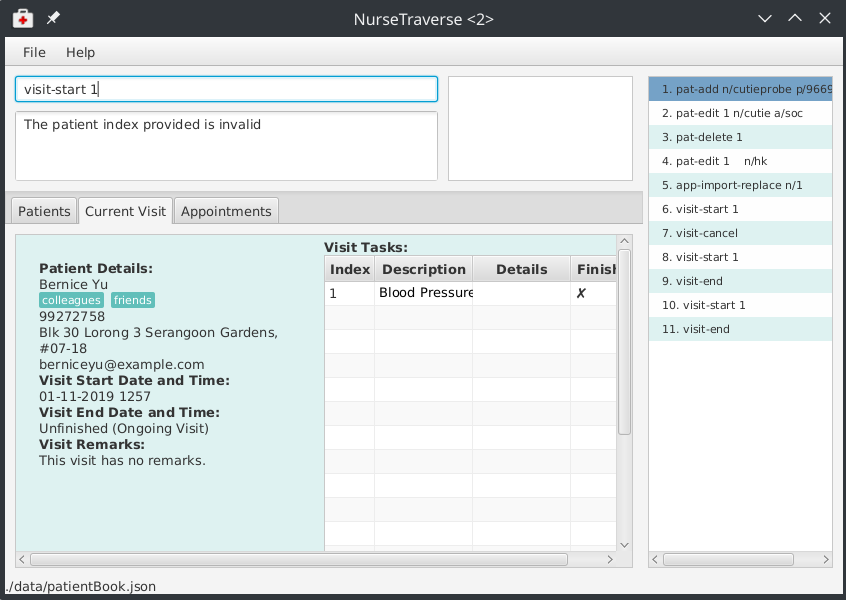 NurseTraverse <2>
File Help
visit-start 1
The patient index provided is invalid
Patients Current Visit Appointments
Patient Details:
Bernice Yu
colleagues friends
99272758
Blk 30 Lorong 3 Serangoon Gardens,
#07-18
berniceyu@example.com
Visit Start Date and Time:
01-11-2019 1257
Visit End Date and Time:
Unfinished (Ongoing Visit)
Visit Remarks:
This visit has no remarks.
Visit Tasks:
Index Description Details Finish
1 Blood Pressure ✗
1. pat-add n/cutieprobe p/9669
2. pat-edit 1 n/cutie a/soc
3. pat-delete 1
4. pat-edit 1 n/hk
5. app-import-replace n/1
6. visit-start 1
7. visit-cancel
8. visit-start 1
9. visit-end
10. visit-start 1
11. visit-end
./data/patientBook.json